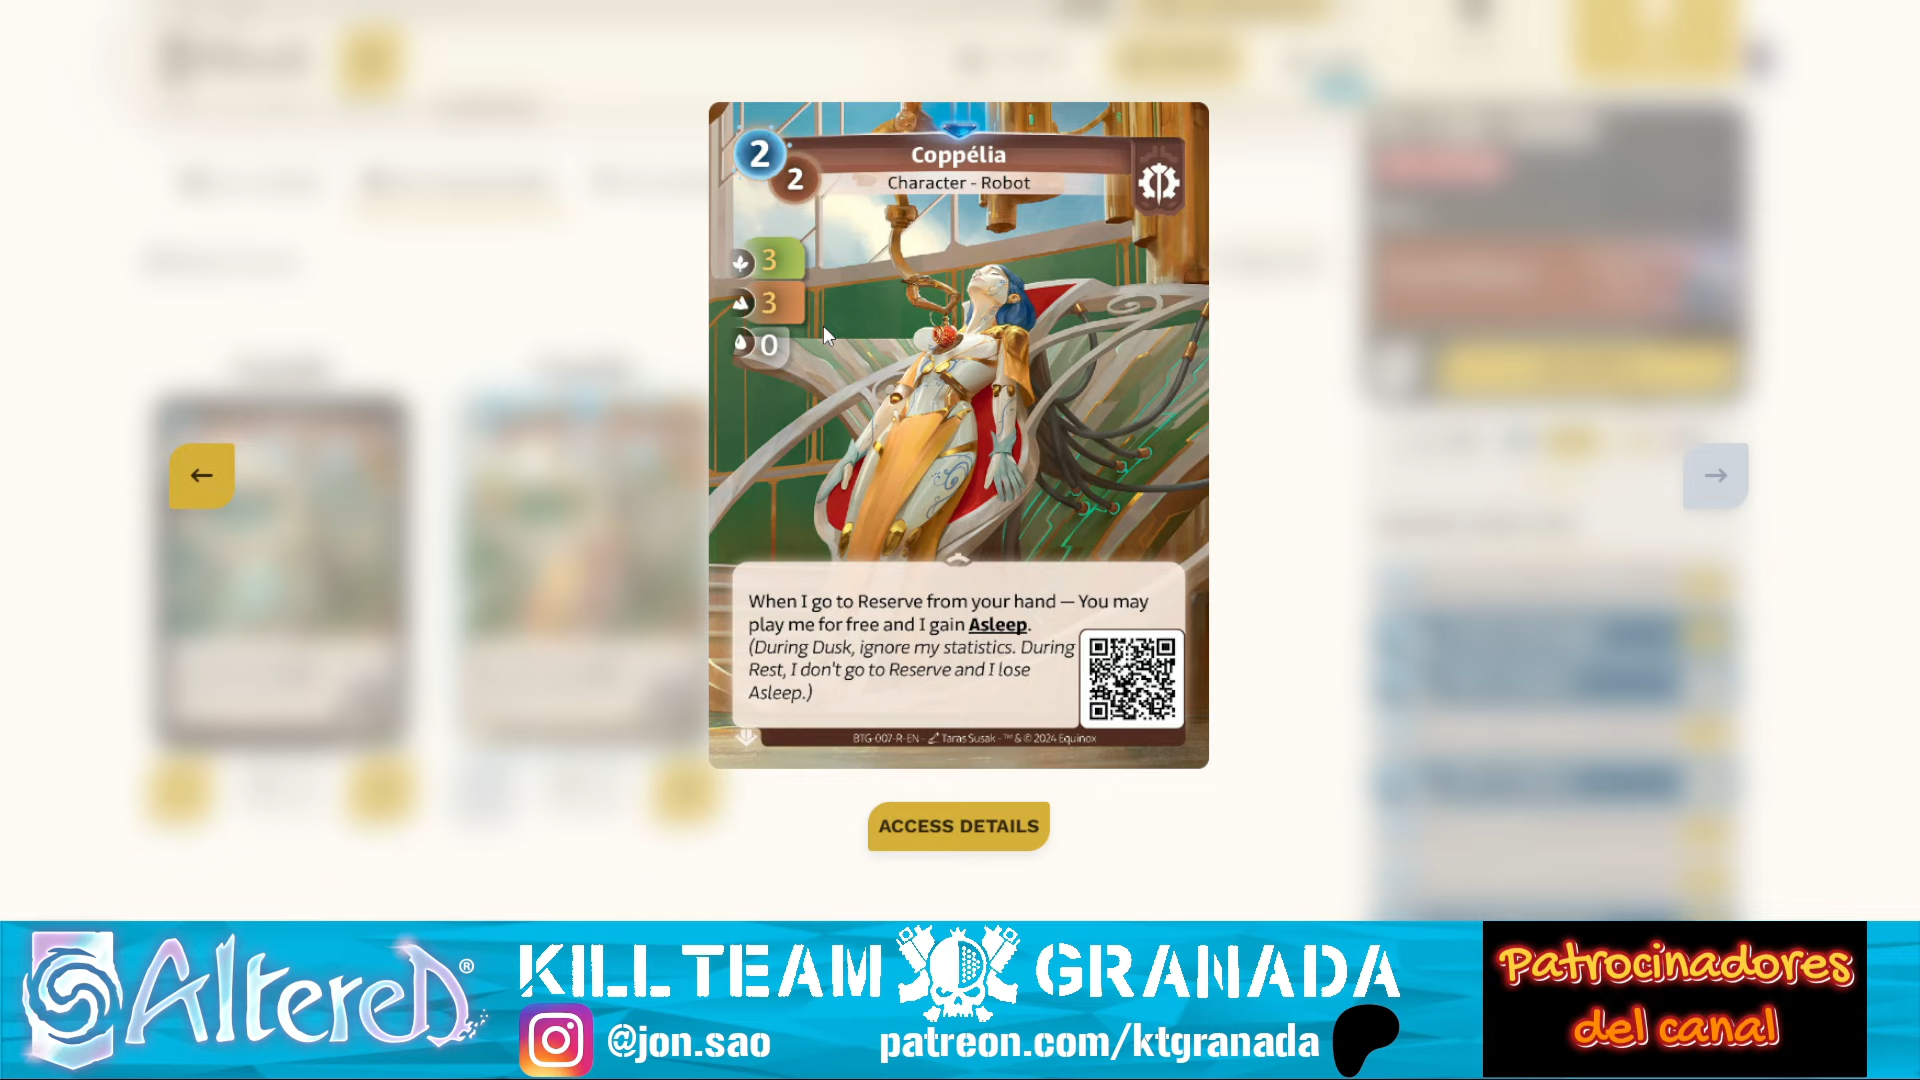 2
2
Coppélia
Character - Robot
3
3
0
When I go to Reserve from your hand — You may
play me for free and I gain Asleep.
(During Dusk, ignore my statistics. During
Rest, I don't go to Reserve and I lose
Asleep.)
BTG-007-R-EN - Taras Susak - ™ & © 2024 Equinox
←
→
ACCESS DETAILS
Altered®
KILL TEAM GRANADA
@jon.sao
patreon.com/ktgranada
Patrocinadores
del canal